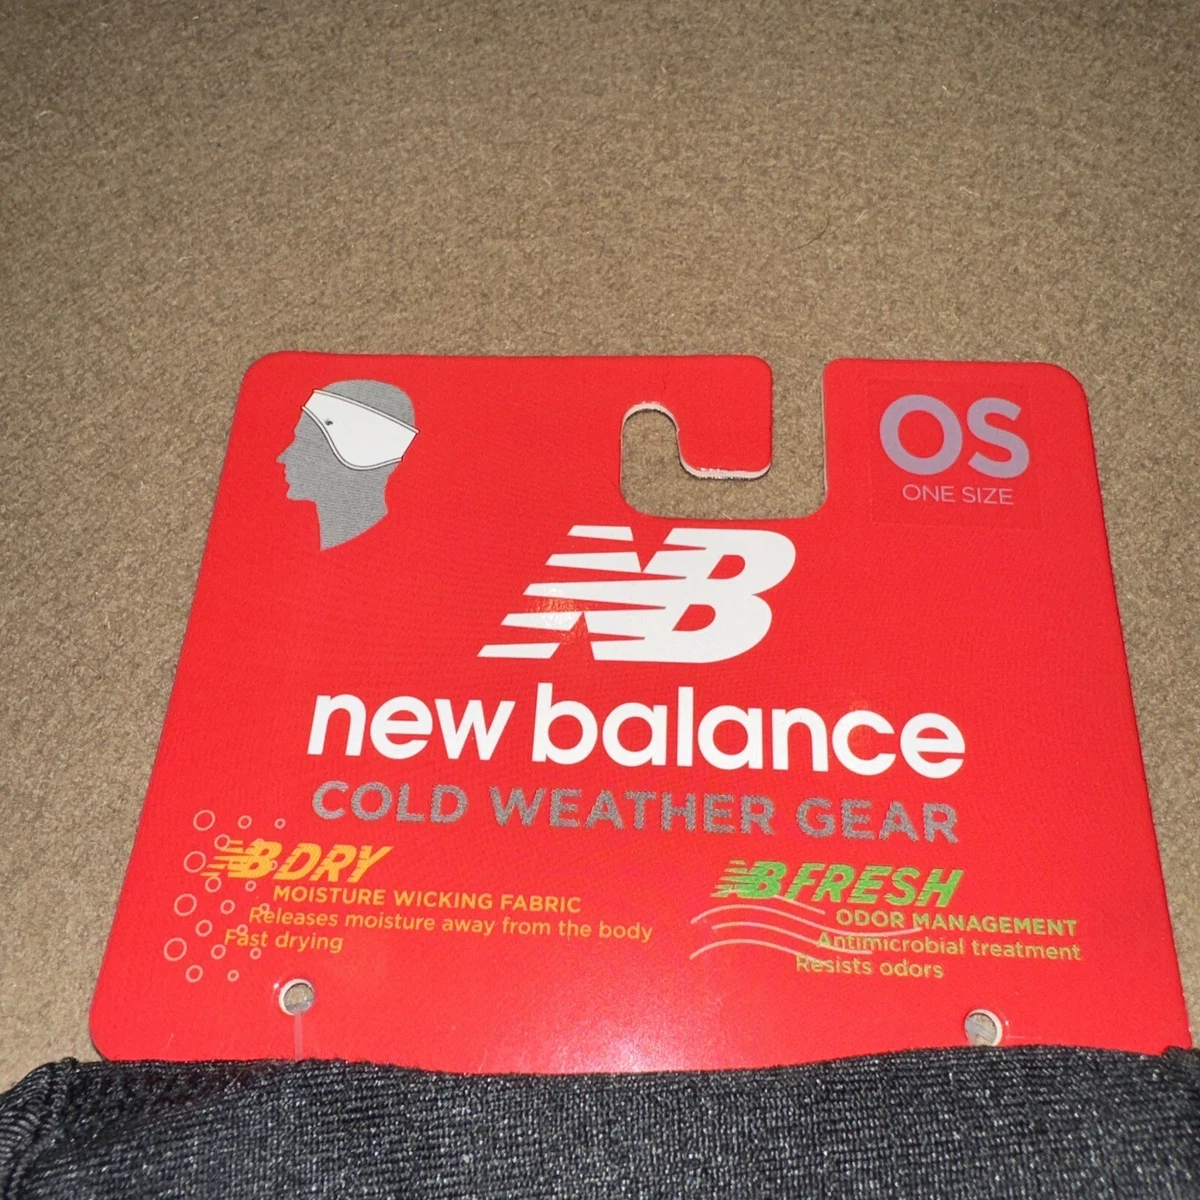 OS
ONE SIZE
NB
new balance
COLD WEATHER GEAR
NB DRY
MOISTURE WICKING FABRIC
Releases moisture away from the body
Fast drying
NB FRESH
ODOR MANAGEMENT
Antimicrobial treatment
Resists odors